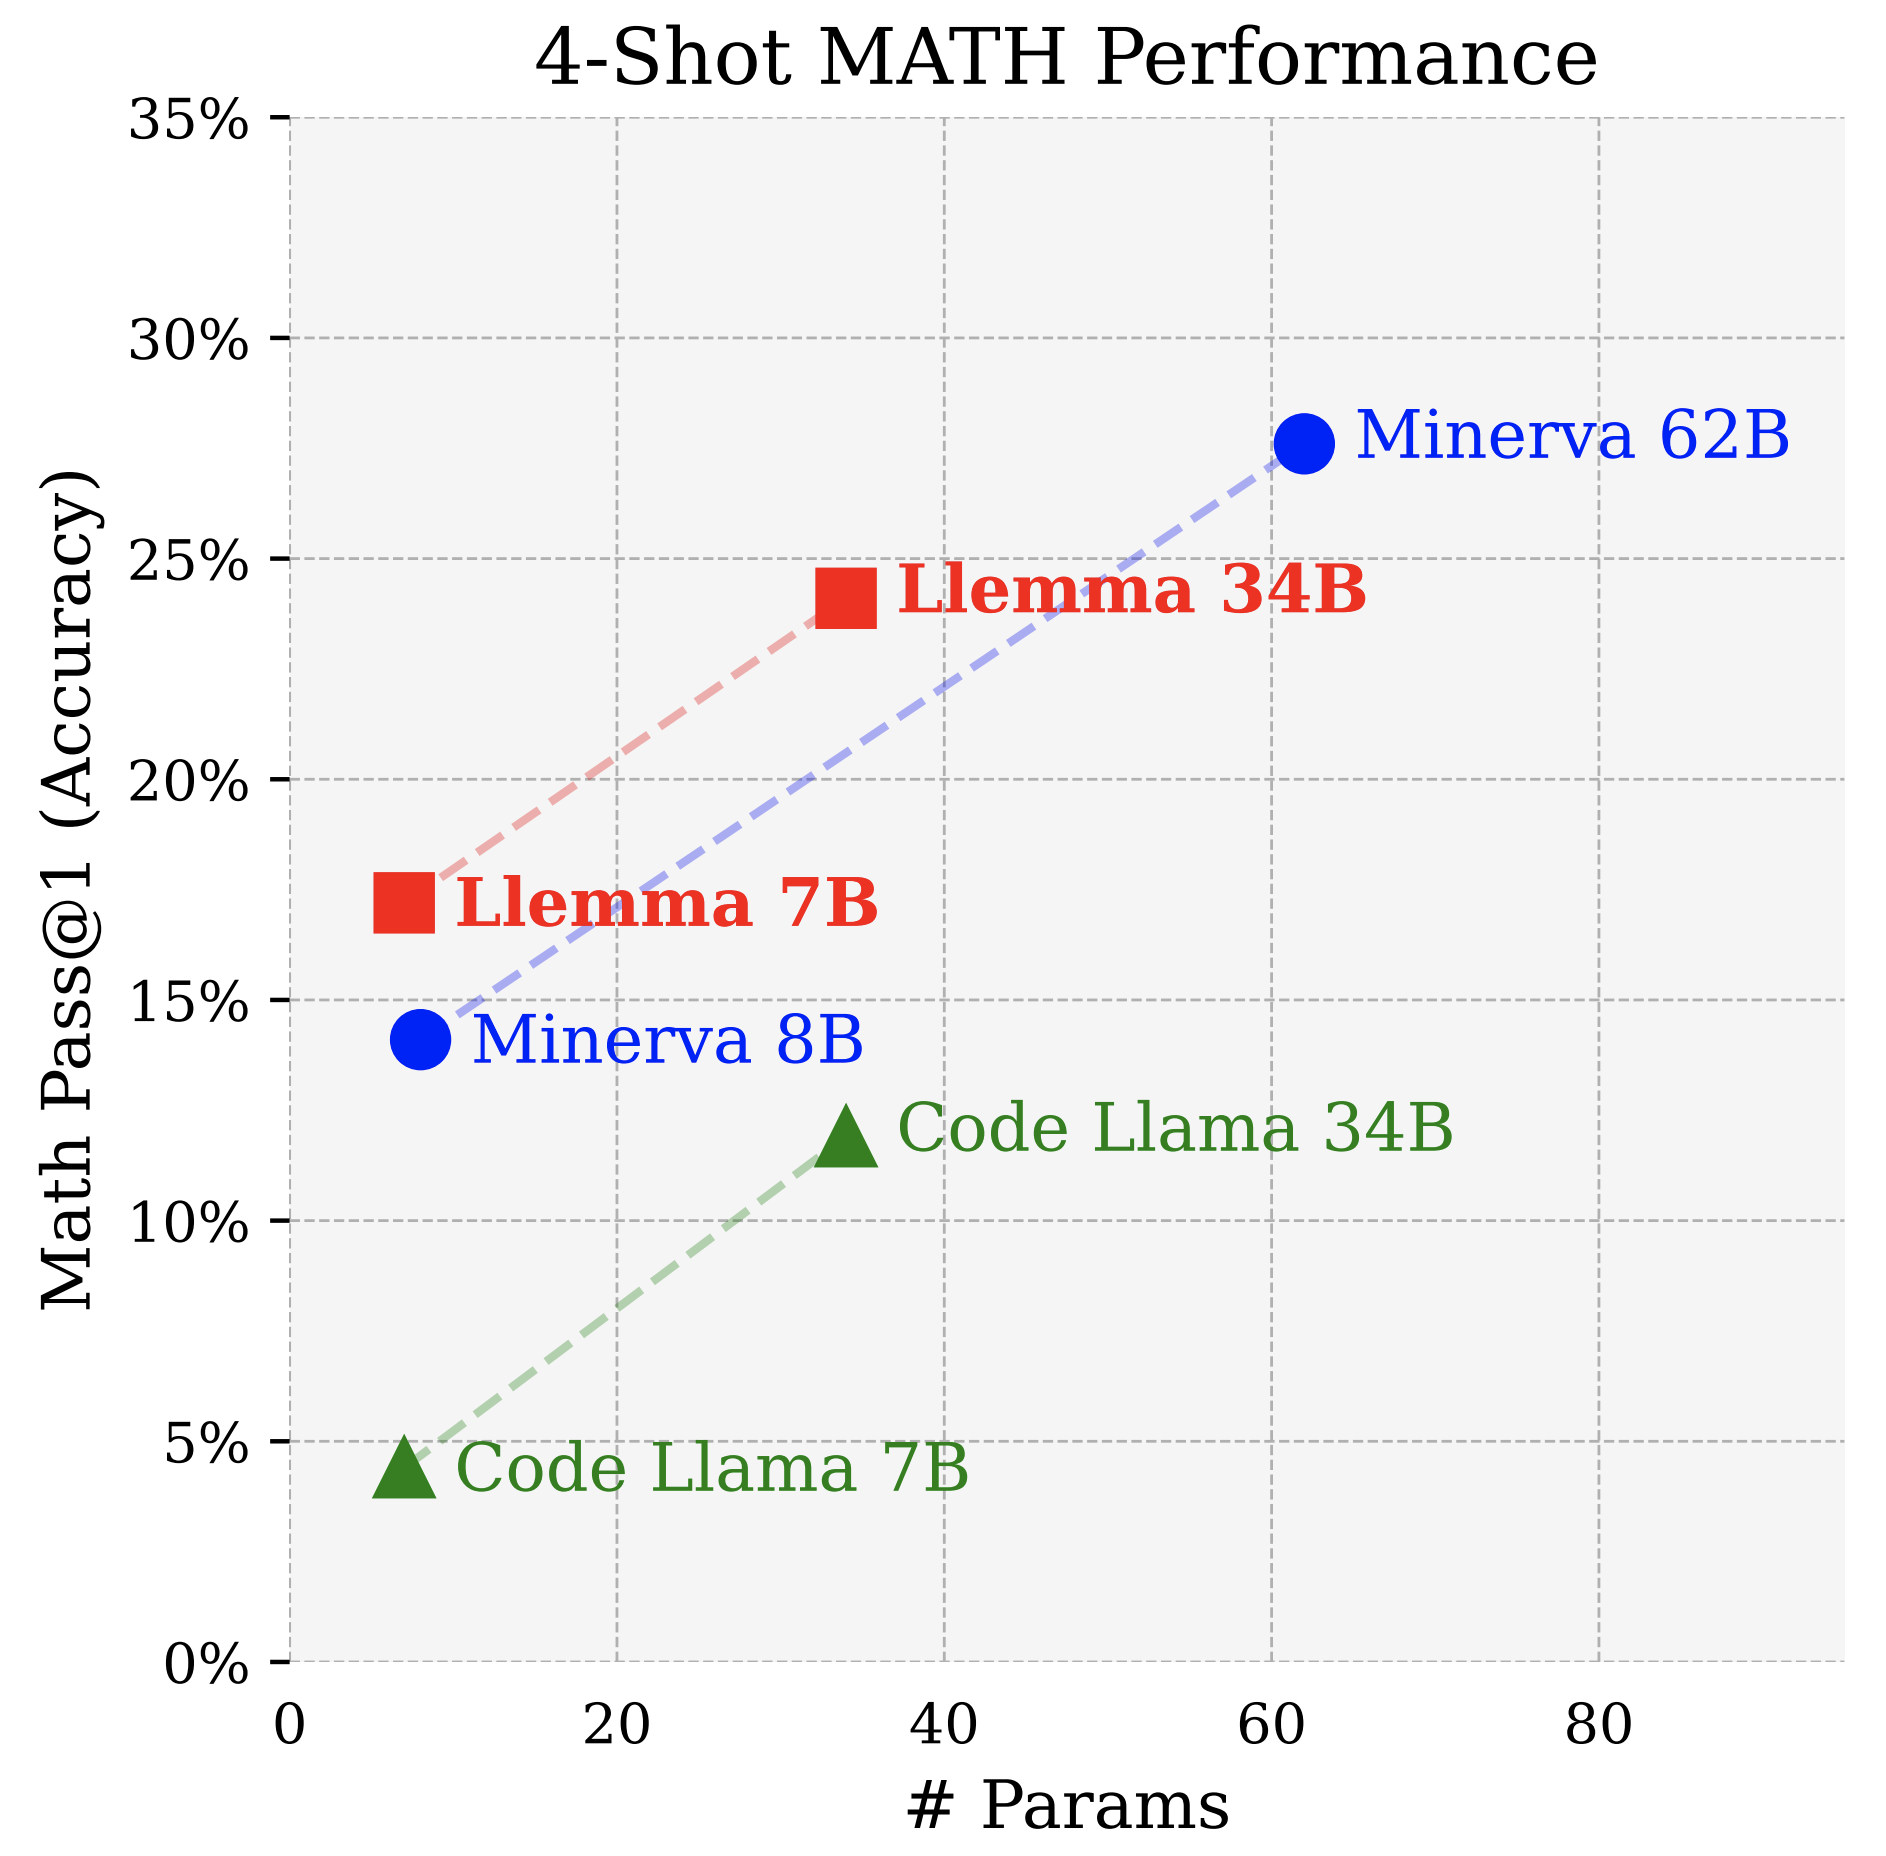 4-Shot MATH Performance
35%
30%
25%
20%
15%
10%
5%
0%
Math Pass@1 (Accuracy)
Minerva 62B
Llemma 34B
Llemma 7B
Minerva 8B
Code Llama 34B
Code Llama 7B
0 20 40 60 80
# Params